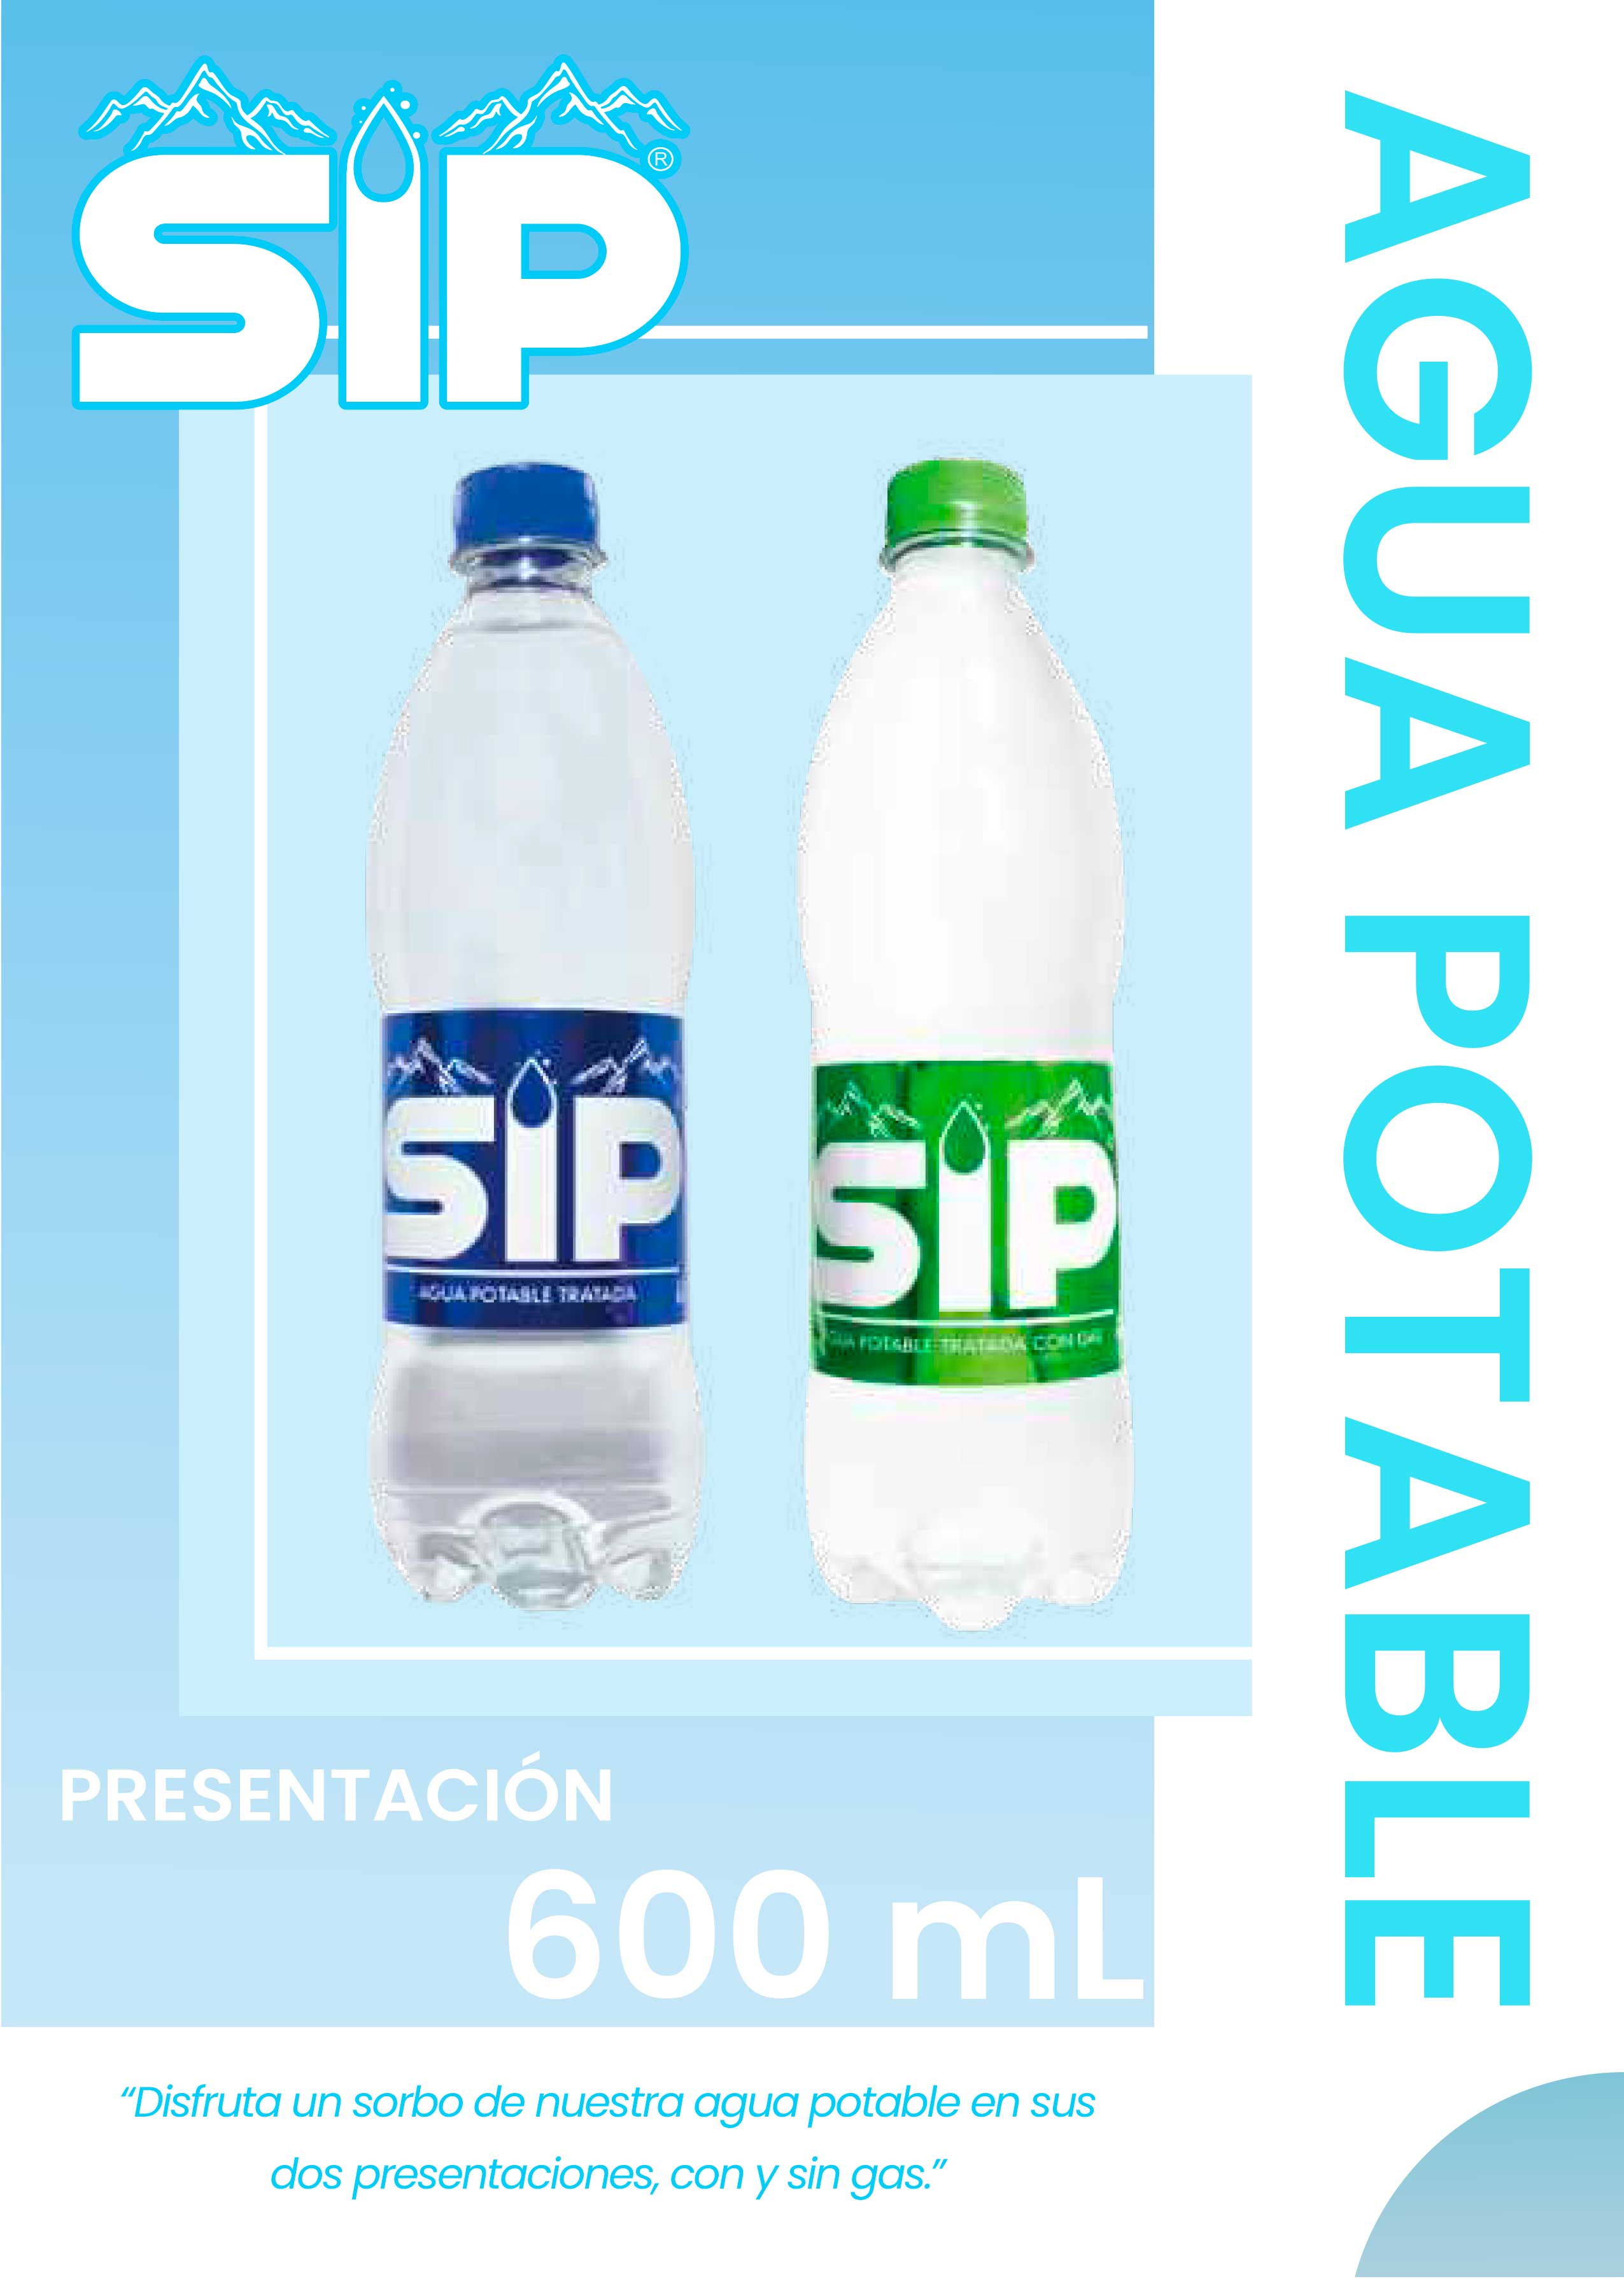 SiP®
AGUA POTABLE
SiP
AGUA POTABLE TRATADA
SiP
POTABLE TRATADA CON GAS
PRESENTACIÓN
600 mL
“Disfruta un sorbo de nuestra agua potable en sus
dos presentaciones, con y sin gas.”